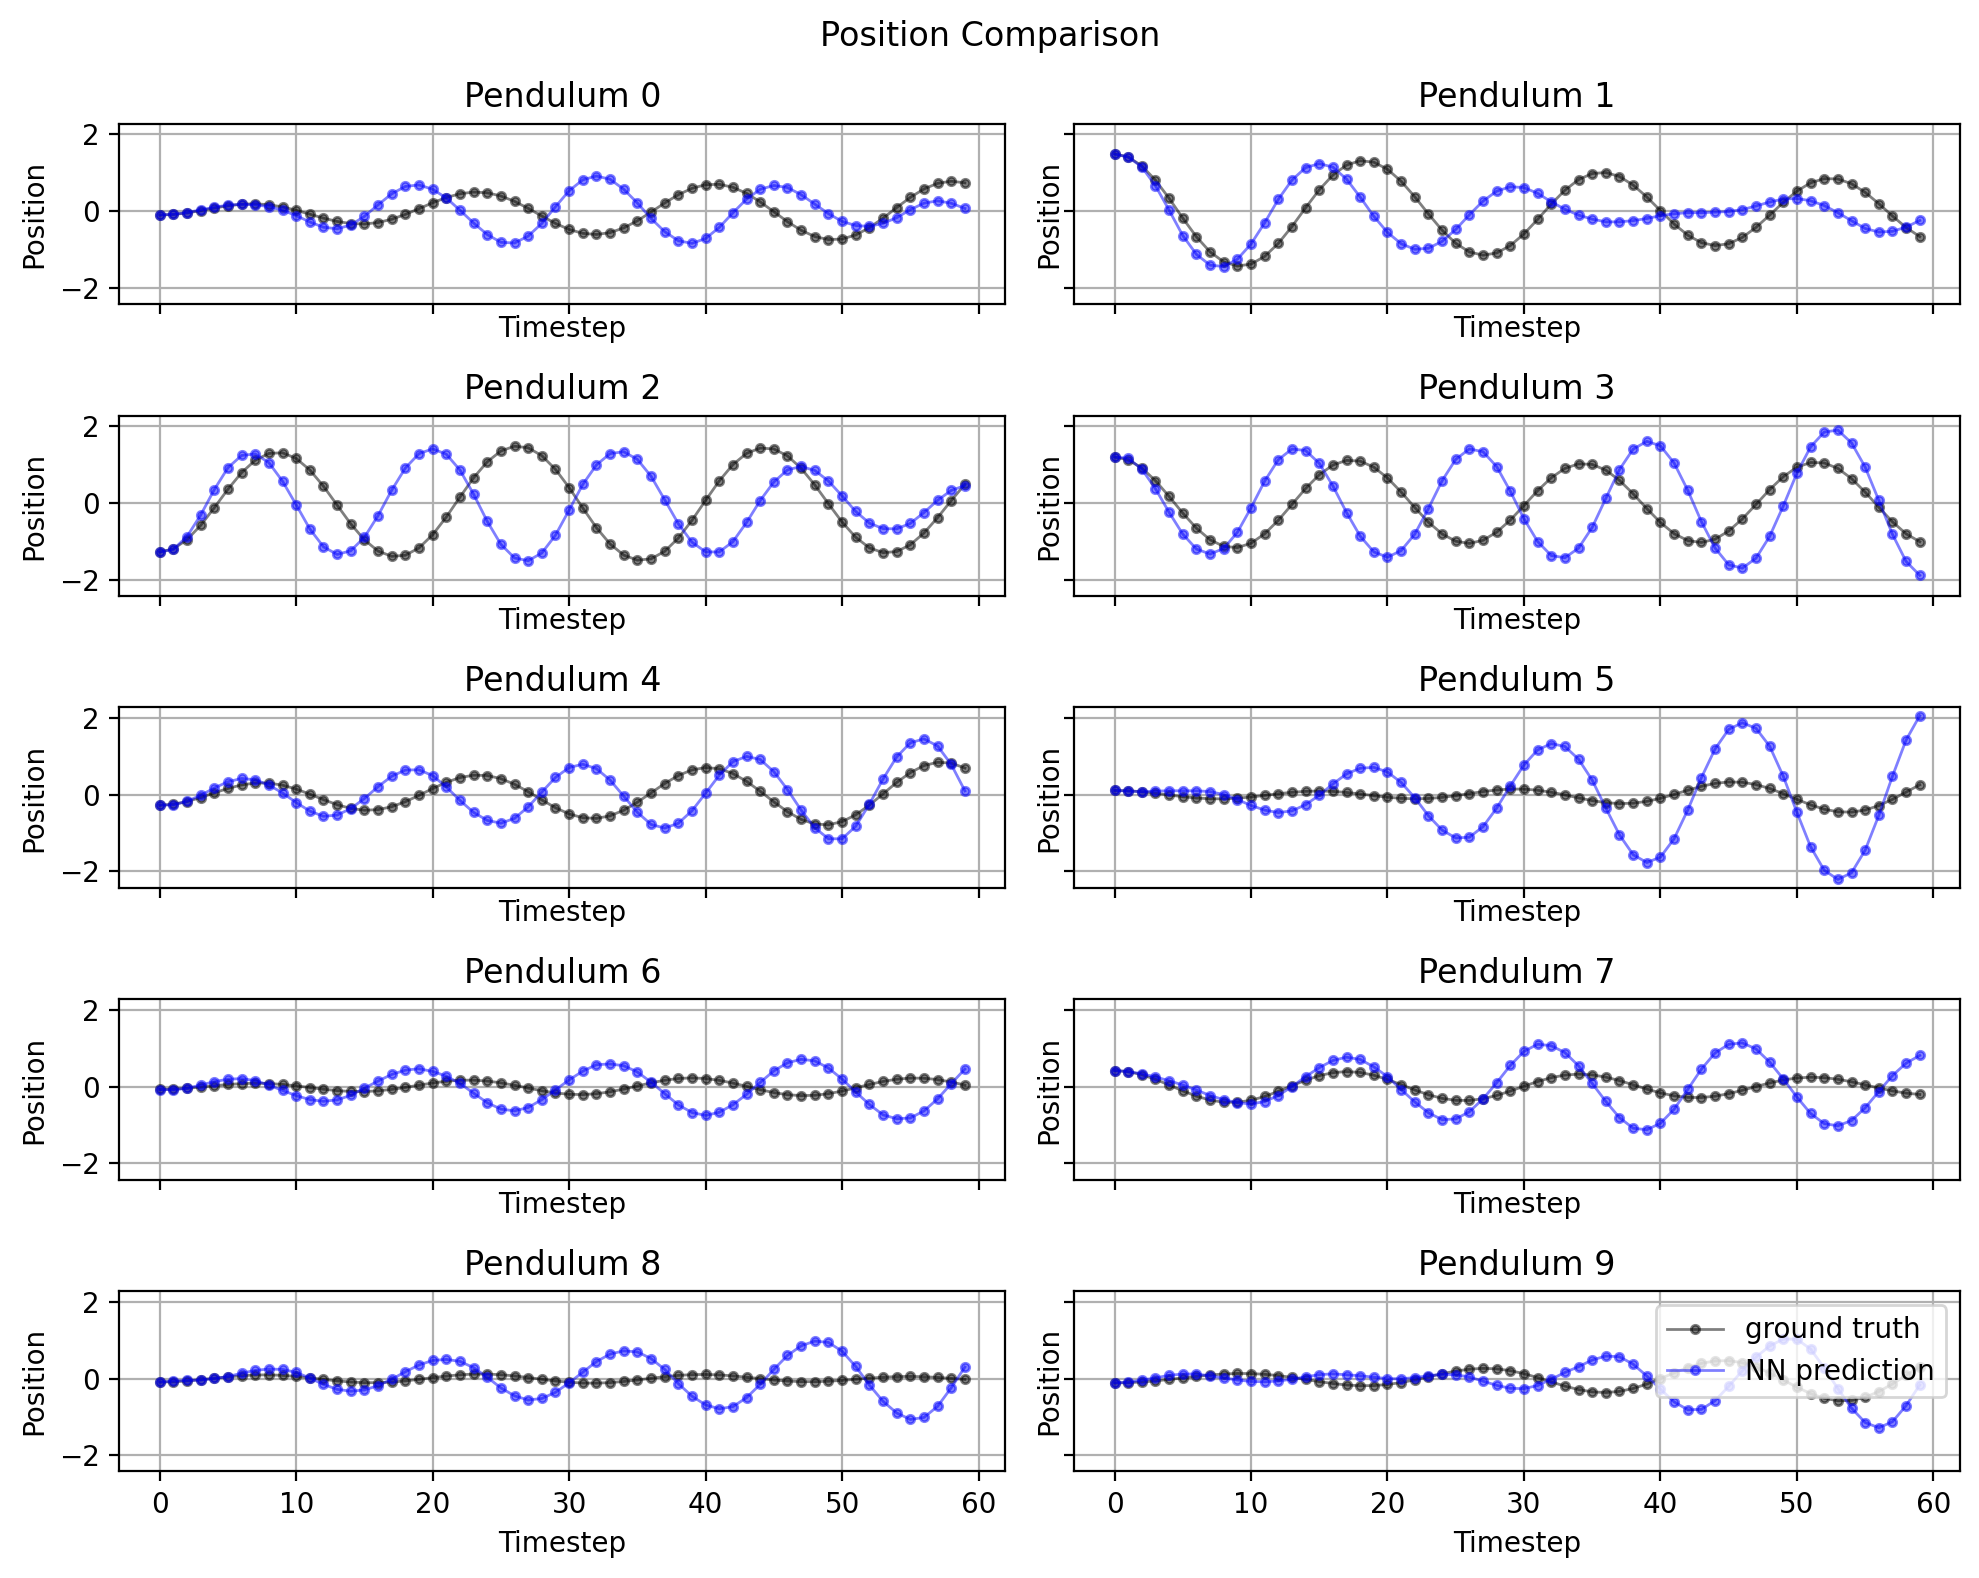 Position Comparison
Pendulum 0
Pendulum 1
2
0
−2
Position
Position
Timestep
Timestep
Pendulum 2
Pendulum 3
2
0
−2
Position
Position
Timestep
Timestep
Pendulum 4
Pendulum 5
2
0
−2
Position
Position
Timestep
Timestep
Pendulum 6
Pendulum 7
2
0
−2
Position
Position
Timestep
Timestep
Pendulum 8
Pendulum 9
2
0
−2
Position
Position
ground truth
NN prediction
0 10 20 30 40 50 60
0 10 20 30 40 50 60
Timestep
Timestep